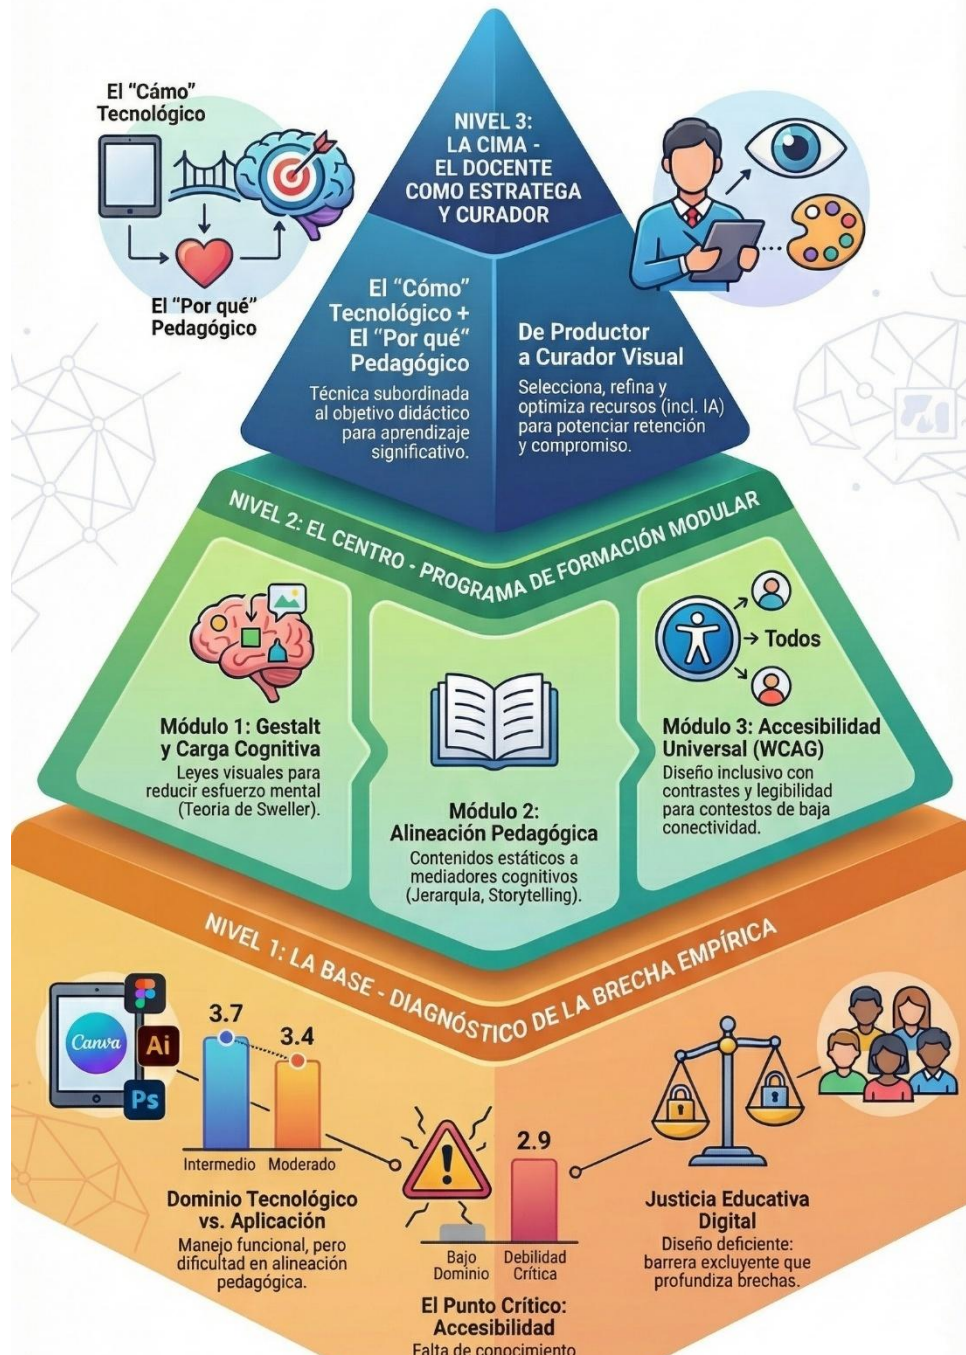 El "Cámo"
Tecnológico
El "Por qué"
Pedagógico
NIVEL 3:
LA CIMA -
EL DOCENTE
COMO ESTRATEGA
Y CURADOR
El "Cómo"
Tecnológico +
El "Por qué"
Pedagógico
Técnica subordinada
al objetivo didáctico
para aprendizaje
significativo.
De Productor
a Curador Visual
Selecciona, refina y
optimiza recursos (incl. IA)
para potenciar retención
y compromiso.
NIVEL 2: EL CENTRO - PROGRAMA DE FORMACIÓN MODULAR
Módulo 1: Gestalt
y Carga Cognitiva
Leyes visuales para
reducir esfuerzo mental
(Teoria de Sweller).
Módulo 2:
Alineación Pedagógica
Contenidos estáticos a
mediadores cognitivos
(Jerarqula, Storytelling).
Todos
Módulo 3: Accesibilidad
Universal (WCAG)
Diseño inclusivo con
contrastes y legibilidad
para contestos de baja
conectividad.
NIVEL 1: LA BASE - DIAGNÓSTICO DE LA BRECHA EMPÍRICA
Canva
Ai
Ps
3.7
3.4
Intermedio Moderado
Dominio Tecnológico
vs. Aplicación
Manejo funcional, pero
dificultad en alineación
pedagógica.
2.9
Bajo
Dominio
Debilidad
Crítica
El Punto Crítico:
Accesibilidad
Falta de conocimiento
Justicia Educativa
Digital
Diseño deficiente:
barrera excluyente que
profundiza brechas.